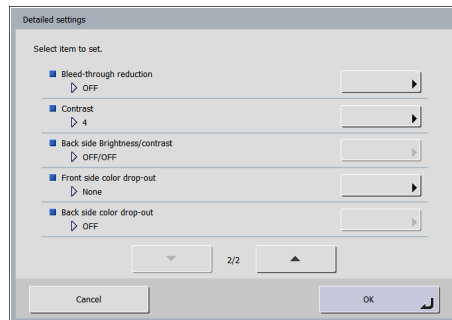 Detailed settings
Select item to set.
Bleed-through reduction
OFF
Contrast
4
Back side Brightness/contrast
OFF/OFF
Front side color drop-out
None
Back side color drop-out
OFF
2/2
Cancel
OK